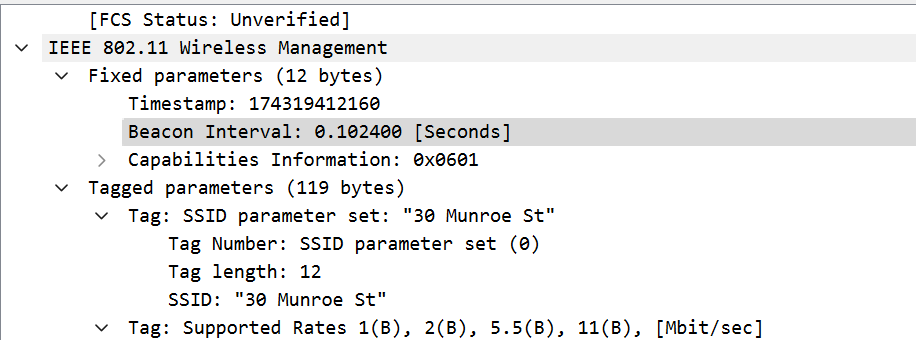 [FCS Status: Unverified]
IEEE 802.11 Wireless Management
Fixed parameters (12 bytes)
Timestamp: 174319412160
Beacon Interval: 0.102400 [Seconds]
Capabilities Information: 0x0601
Tagged parameters (119 bytes)
Tag: SSID parameter set: "30 Munroe St"
Tag Number: SSID parameter set (0)
Tag length: 12
SSID: "30 Munroe St"
Tag: Supported Rates 1(B), 2(B), 5.5(B), 11(B), [Mbit/sec]